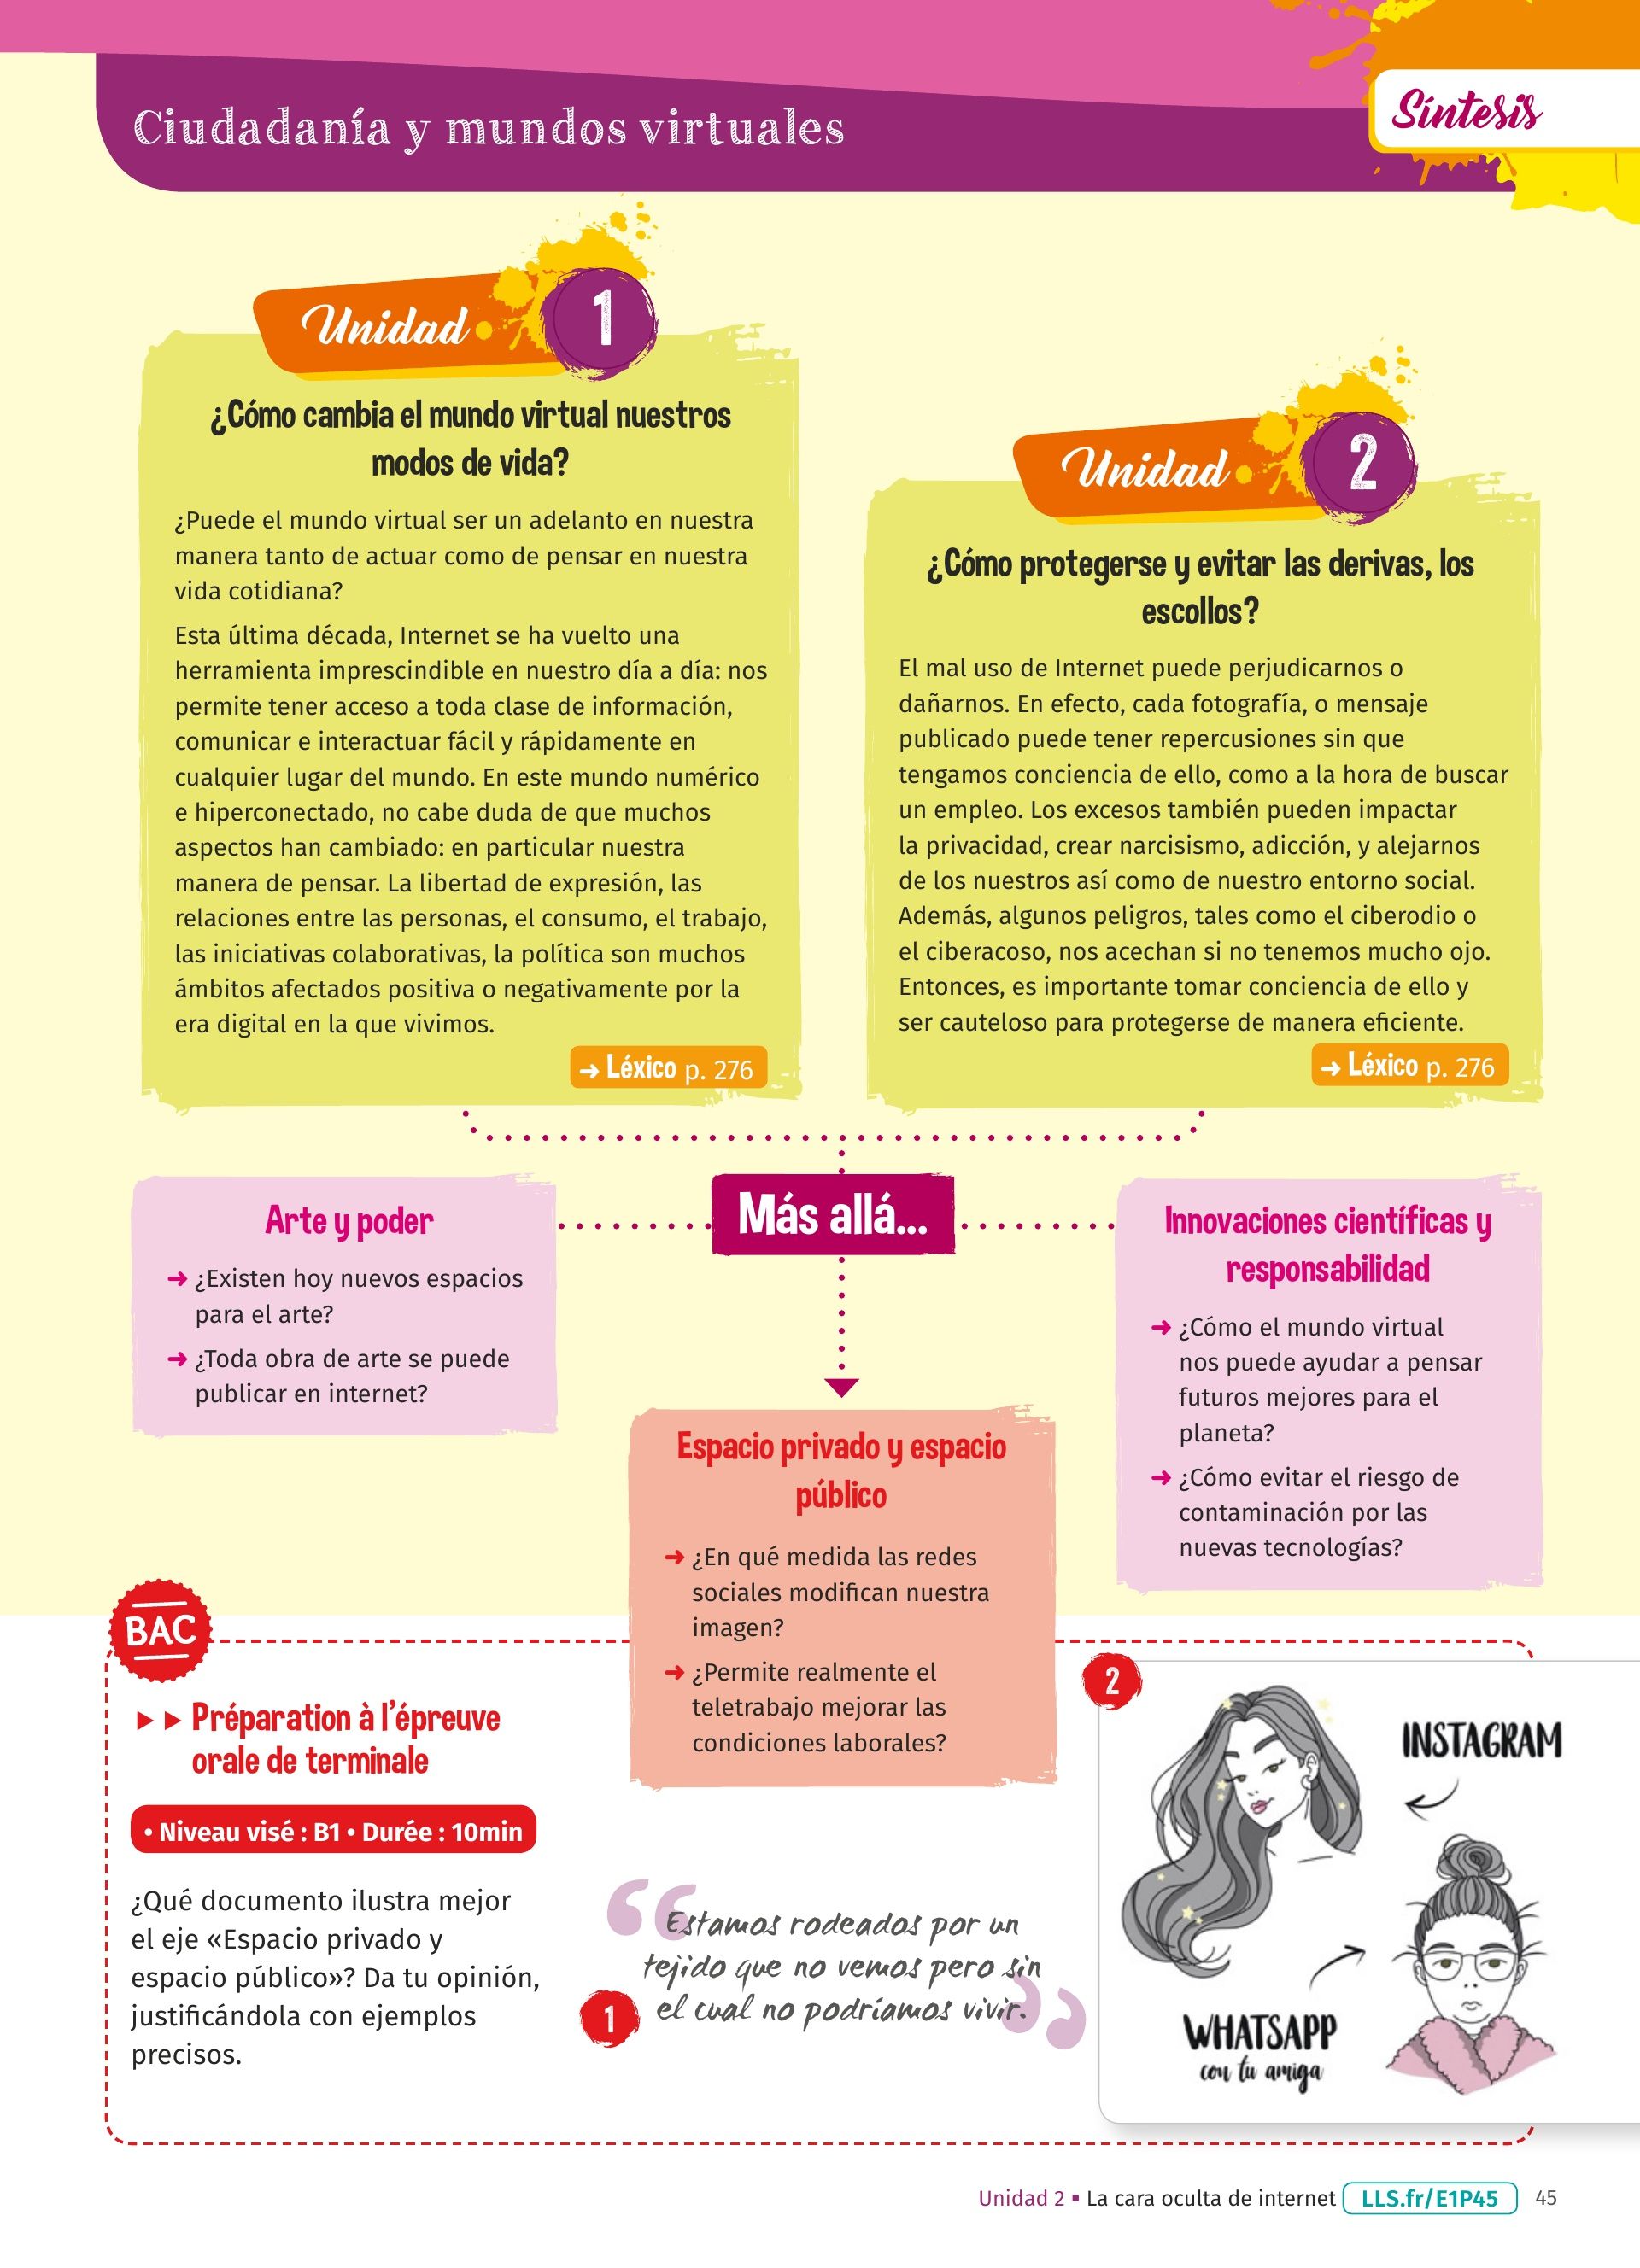 Ciudadanía y mundos virtuales
Síntesis
Unidad 1
¿Cómo cambia el mundo virtual nuestros
modos de vida?
¿Puede el mundo virtual ser un adelanto en nuestra
manera tanto de actuar como de pensar en nuestra
vida cotidiana?
Esta última década, Internet se ha vuelto una
herramienta imprescindible en nuestro día a día: nos
permite tener acceso a toda clase de información,
comunicar e interactuar fácil y rápidamente en
cualquier lugar del mundo. En este mundo numérico
e hiperconectado, no cabe duda de que muchos
aspectos han cambiado: en particular nuestra
manera de pensar. La libertad de expresión, las
relaciones entre las personas, el consumo, el trabajo,
las iniciativas colaborativas, la política son muchos
ámbitos afectados positiva o negativamente por la
era digital en la que vivimos.
➜ Léxico p. 276
Unidad 2
¿Cómo protegerse y evitar las derivas, los
escollos?
El mal uso de Internet puede perjudicarnos o
dañarnos. En efecto, cada fotografía, o mensaje
publicado puede tener repercusiones sin que
tengamos conciencia de ello, como a la hora de buscar
un empleo. Los excesos también pueden impactar
la privacidad, crear narcisismo, adicción, y alejarnos
de los nuestros así como de nuestro entorno social.
Además, algunos peligros, tales como el ciberodio o
el ciberacoso, nos acechan si no tenemos mucho ojo.
Entonces, es importante tomar conciencia de ello y
ser cauteloso para protegerse de manera eficiente.
➜ Léxico p. 276
Más allá...
Arte y poder
➜ ¿Existen hoy nuevos espacios
para el arte?
➜ ¿Toda obra de arte se puede
publicar en internet?
Espacio privado y espacio
público
➜ ¿En qué medida las redes
sociales modifican nuestra
imagen?
➜ ¿Permite realmente el
teletrabajo mejorar las
condiciones laborales?
Innovaciones científicas y
responsabilidad
➜ ¿Cómo el mundo virtual
nos puede ayudar a pensar
futuros mejores para el
planeta?
➜ ¿Cómo evitar el riesgo de
contaminación por las
nuevas tecnologías?
BAC
Préparation à l'épreuve
orale de terminale
• Niveau visé : B1 • Durée : 10min
¿Qué documento ilustra mejor
el eje «Espacio privado y
espacio público»? Da tu opinión,
justificándola con ejemplos
precisos.
1
“Estamos rodeados por un
tejido que no vemos pero sin
el cual no podríamos vivir.”
2
INSTAGRAM
WHATSAPP
con tu amiga
Unidad 2 ▪ La cara oculta de internet LLS.fr/E1P45 45